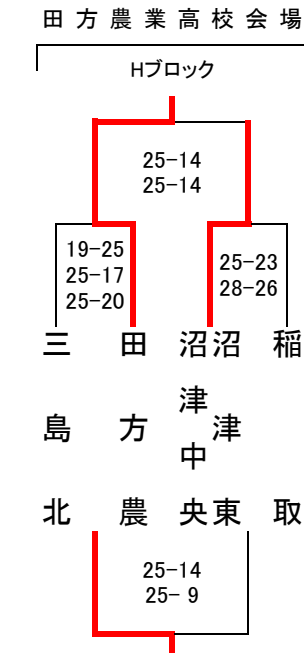 田方農業高校会場
Hブロック
25-14
25-14
19-25
25-17
25-20
25-23
28-26
三島北
田方農
沼津中央
沼津東
稲取
25-14
25- 9